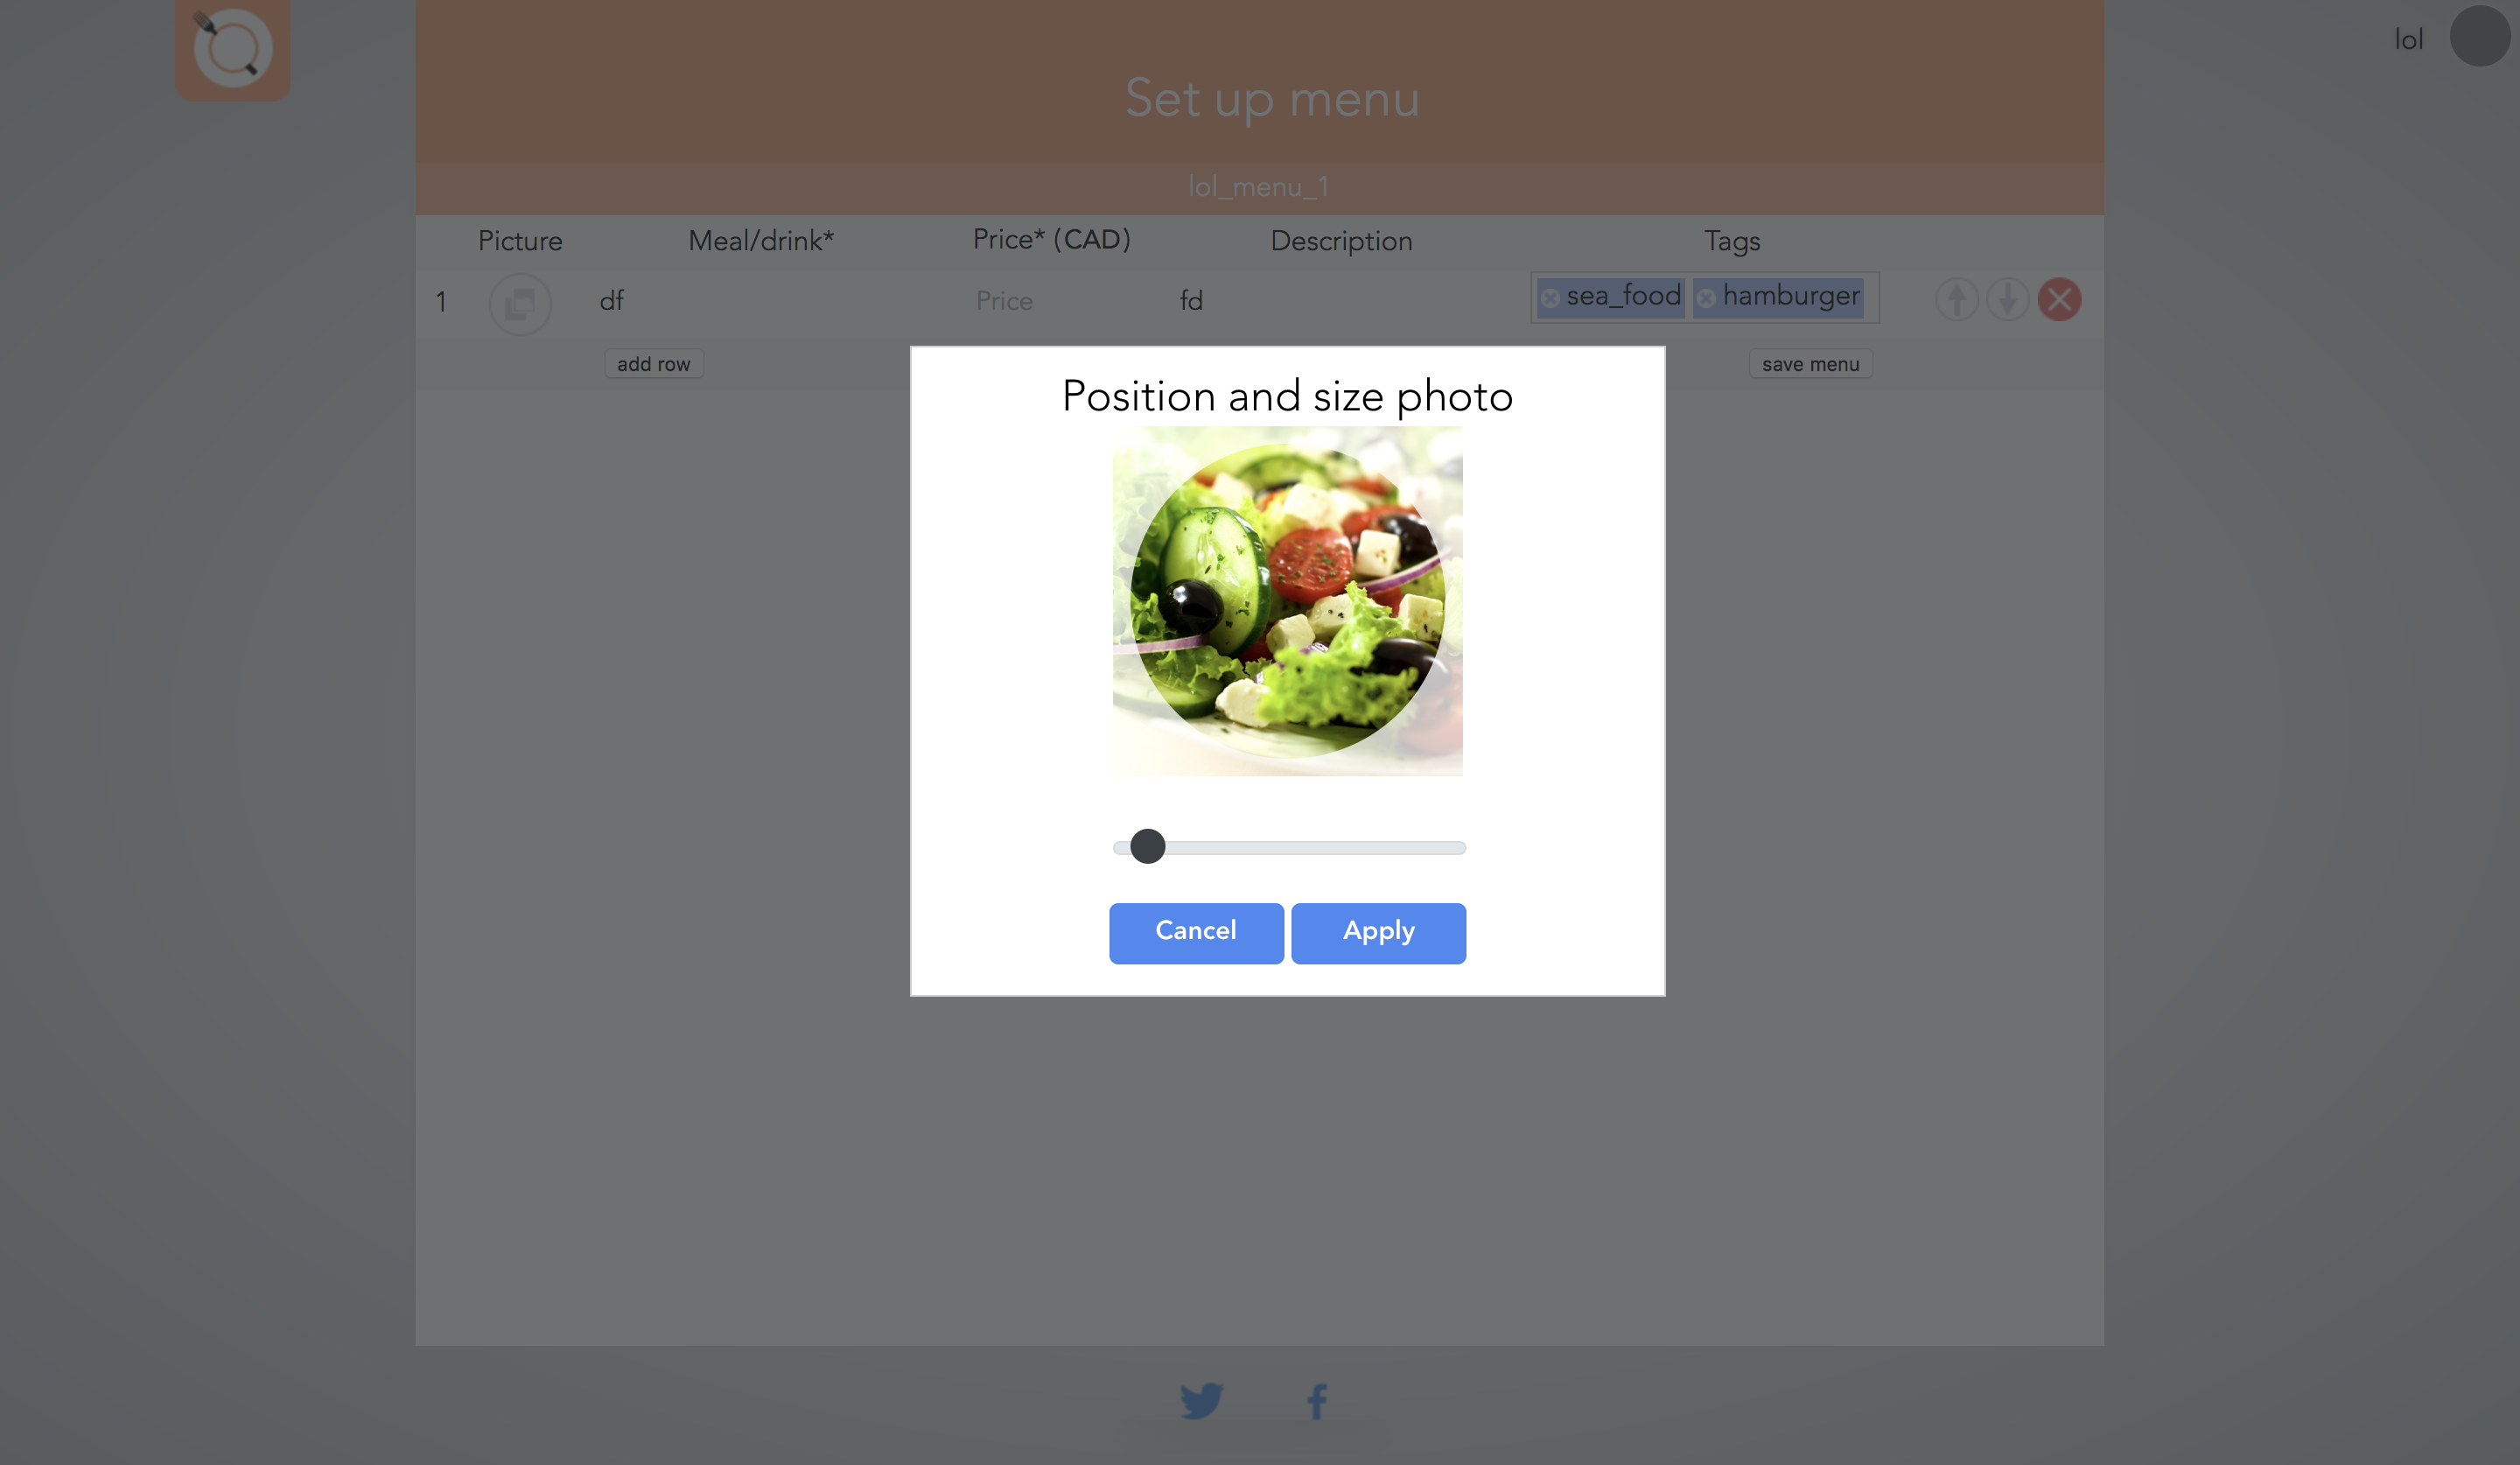 lol
Set up menu
lol_menu_1
Picture Meal/drink* Price* (CAD) Description Tags
1 df Price fd sea_food hamburger
add row save menu
Position and size photo
Cancel Apply